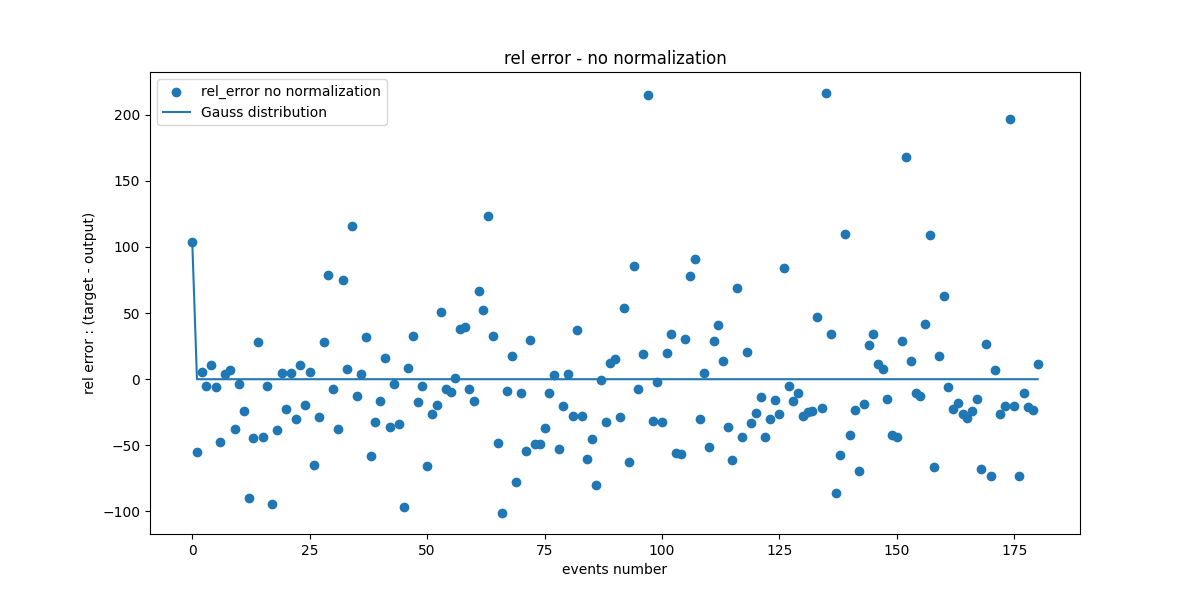 rel error - no normalization
rel_error no normalization
Gauss distribution
rel error : (target - output)
200
150
100
50
0
−50
−100
0 25 50 75 100 125 150 175
events number